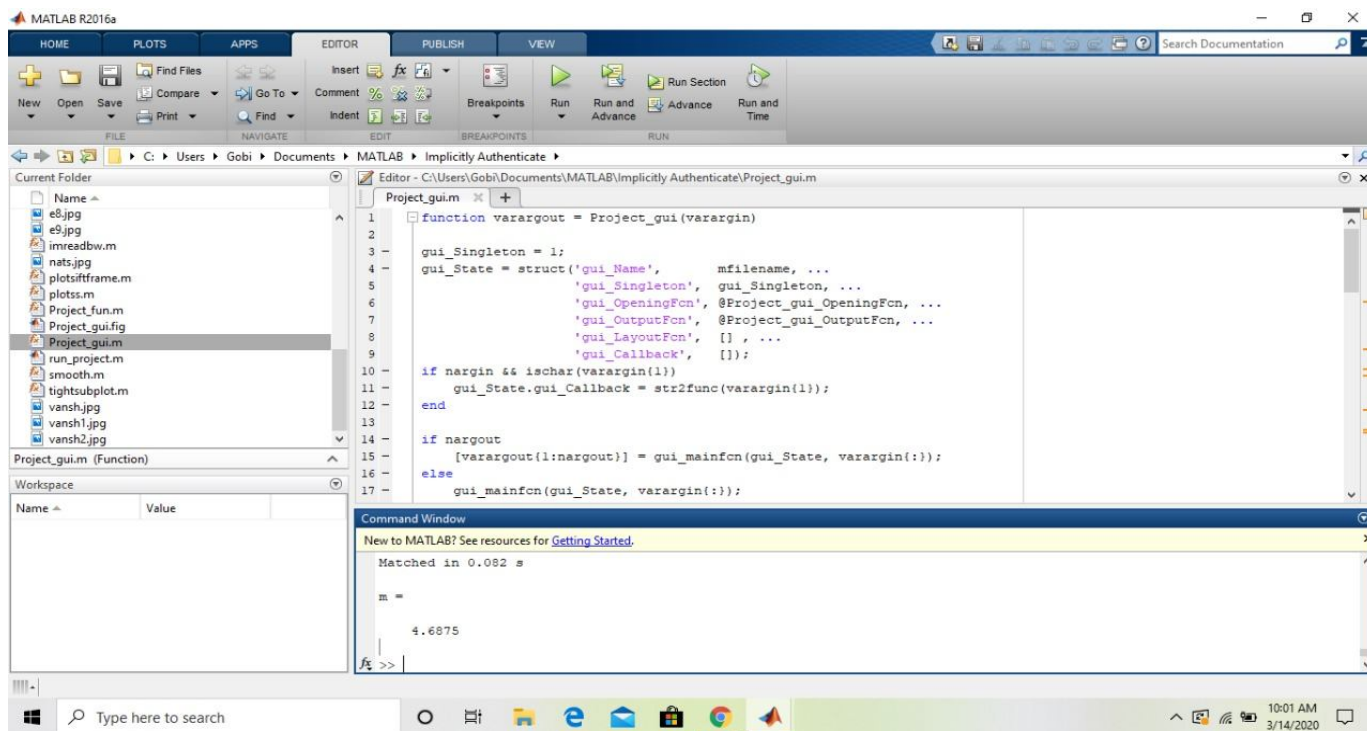 MATLAB R2016a
HOME PLOTS APPS EDITOR PUBLISH VIEW
Search Documentation
New Open Save
Find Files
Compare
Print
Go To
Find
Insert fx
Comment
Indent
Breakpoints
Run
Run and Advance
Run Section
Advance
Run and Time
FILE NAVIGATE EDIT BREAKPOINTS RUN
C: Users Gobi Documents MATLAB Implicitly Authenticate
Current Folder
Name
e8.jpg
e9.jpg
imreadbw.m
nats.jpg
plotsiftframe.m
plotss.m
Project_fun.m
Project_gui.fig
Project_gui.m
run_project.m
smooth.m
tightsubplot.m
vansh.jpg
vansh1.jpg
vansh2.jpg
Project_gui.m (Function)
Workspace
Name Value
Editor - C:\Users\Gobi\Documents\MATLAB\Implicitly Authenticate\Project_gui.m
Project_gui.m
1 function varargout = Project_gui(varargin)
2
3 - gui_Singleton = 1;
4 - gui_State = struct('gui_Name', mfilename, ...
5 'gui_Singleton', gui_Singleton, ...
6 'gui_OpeningFcn', @Project_gui_OpeningFcn, ...
7 'gui_OutputFcn', @Project_gui_OutputFcn, ...
8 'gui_LayoutFcn', [] , ...
9 'gui_Callback', []);
10 - if nargin && ischar(varargin{1})
11 - gui_State.gui_Callback = str2func(varargin{1});
12 - end
13
14 - if nargout
15 - [varargout{1:nargout}] = gui_mainfcn(gui_State, varargin{:});
16 - else
17 - gui_mainfcn(gui_State, varargin{:});
Command Window
New to MATLAB? See resources for Getting Started.
Matched in 0.082 s
m =
4.6875
fx >>
Type here to search
10:01 AM
3/14/2020